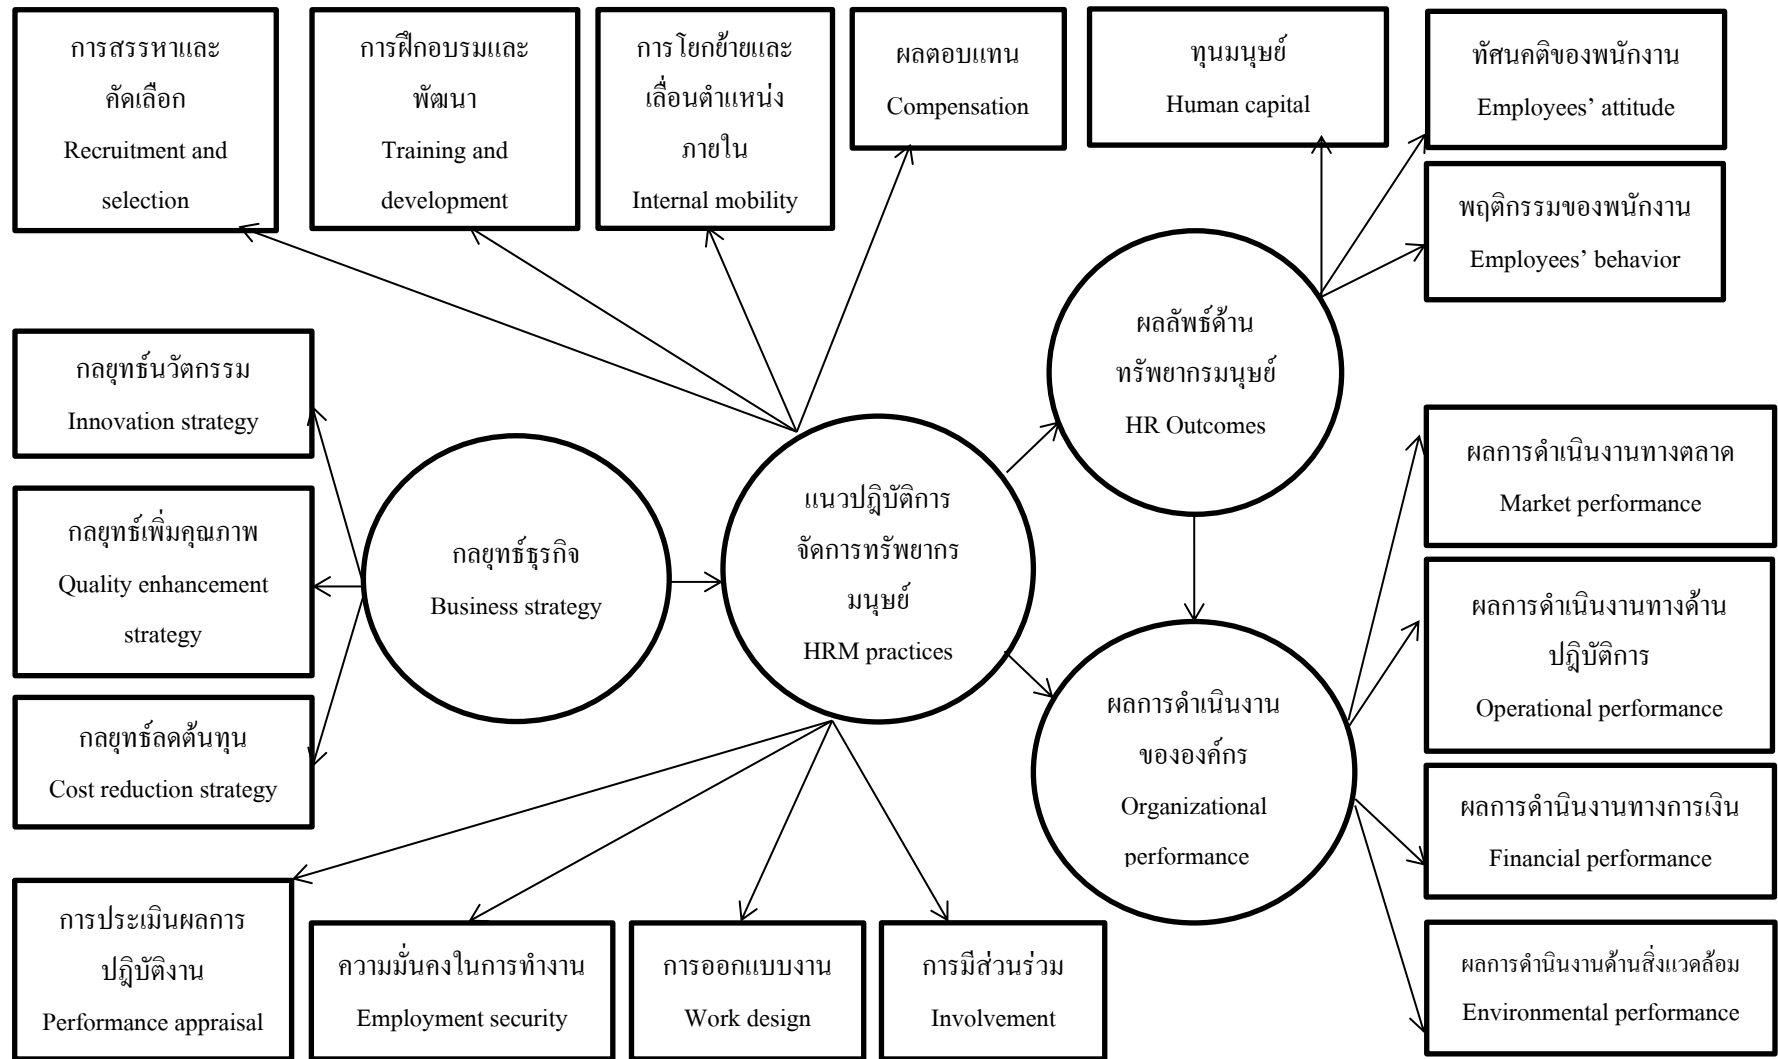 การสรรหาและ
คัดเลือก
Recruitment and
selection
การฝึกอบรมและ
พัฒนา
Training and
development
การโยกย้ายและ
เลื่อนตำแหน่ง
ภายใน
Internal mobility
ผลตอบแทน
Compensation
ทุนมนุษย์
Human capital
ทัศนคติของพนักงาน
Employees’ attitude
พฤติกรรมของพนักงาน
Employees’ behavior
ผลลัพธ์ด้าน
ทรัพยากรมนุษย์
HR Outcomes
กลยุทธ์นวัตกรรม
Innovation strategy
กลยุทธ์เพิ่มคุณภาพ
Quality enhancement
strategy
กลยุทธ์ลดต้นทุน
Cost reduction strategy
กลยุทธ์ธุรกิจ
Business strategy
แนวปฏิบัติการ
จัดการทรัพยากร
มนุษย์
HRM practices
ผลการดำเนินงาน
ขององค์กร
Organizational
performance
ผลการดำเนินงานทางตลาด
Market performance
ผลการดำเนินงานทางด้าน
ปฏิบัติการ
Operational performance
ผลการดำนินงานทางการเงิน
Financial performance
ผลการดำนินงานด้านสิ่งแวดล้อม
Environmental performance
การประเมินผลการ
ปฏิบัติงาน
Performance appraisal
ความมั่นคงในการทำงาน
Employment security
การออกแบบงาน
Work design
การมีส่วนร่วม
Involvement